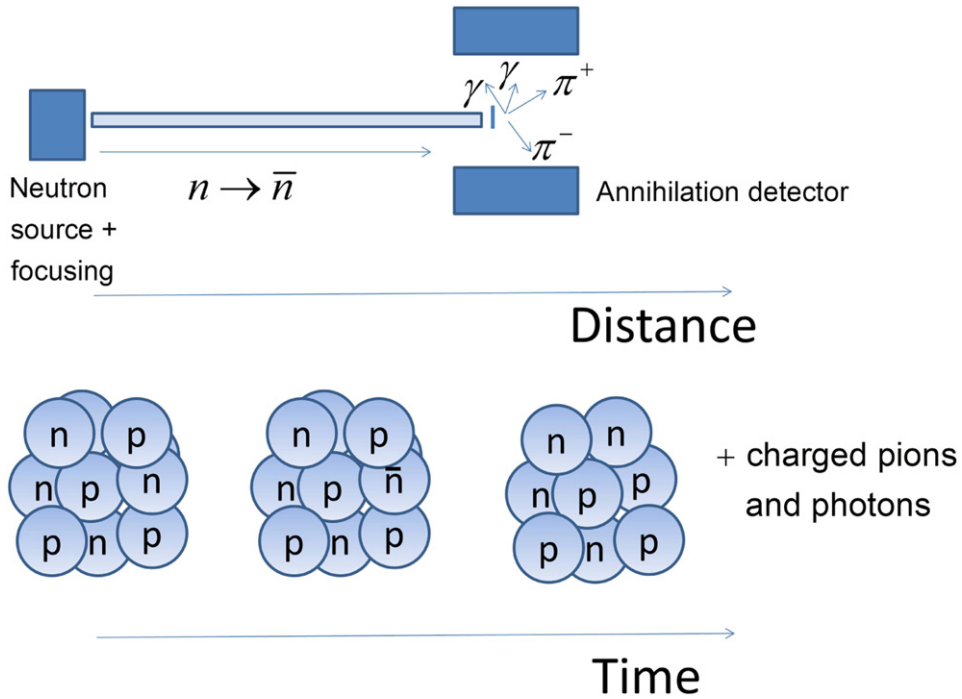 γ γ π⁺
π⁻
n → n̅
Neutron
source +
focusing
Annihilation detector
Distance
n p
n p n
p n p
n p
n p n̅
p n p
n n
n p p
p n p
+ charged pions
and photons
Time